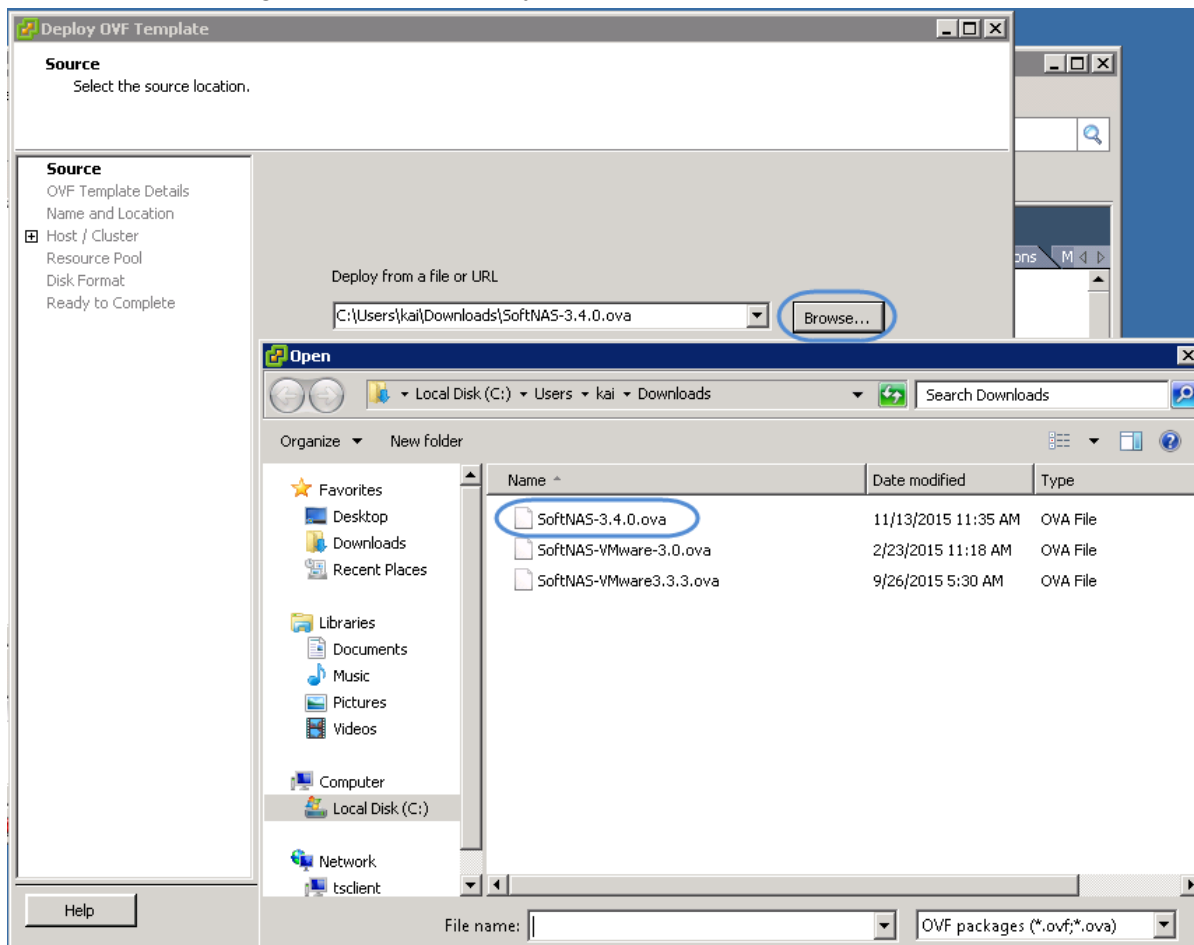 Deploy OVF Template
Source
Select the source location.
Source
OVF Template Details
Name and Location
Host / Cluster
Resource Pool
Disk Format
Ready to Complete
Deploy from a file or URL
C:\Users\kai\Downloads\SoftNAS-3.4.0.ova
Browse...
ons M
Open
Local Disk (C:) Users kai Downloads
Search Downloads
Organize New folder
Favorites
Desktop
Downloads
Recent Places
Libraries
Documents
Music
Pictures
Videos
Computer
Local Disk (C:)
Network
tsclient
Name Date modified Type
SoftNAS-3.4.0.ova 11/13/2015 11:35 AM OVA File
SoftNAS-VMware-3.0.ova 2/23/2015 11:18 AM OVA File
SoftNAS-VMware3.3.3.ova 9/26/2015 5:30 AM OVA File
Help
File name:
OVF packages (*.ovf;*.ova)